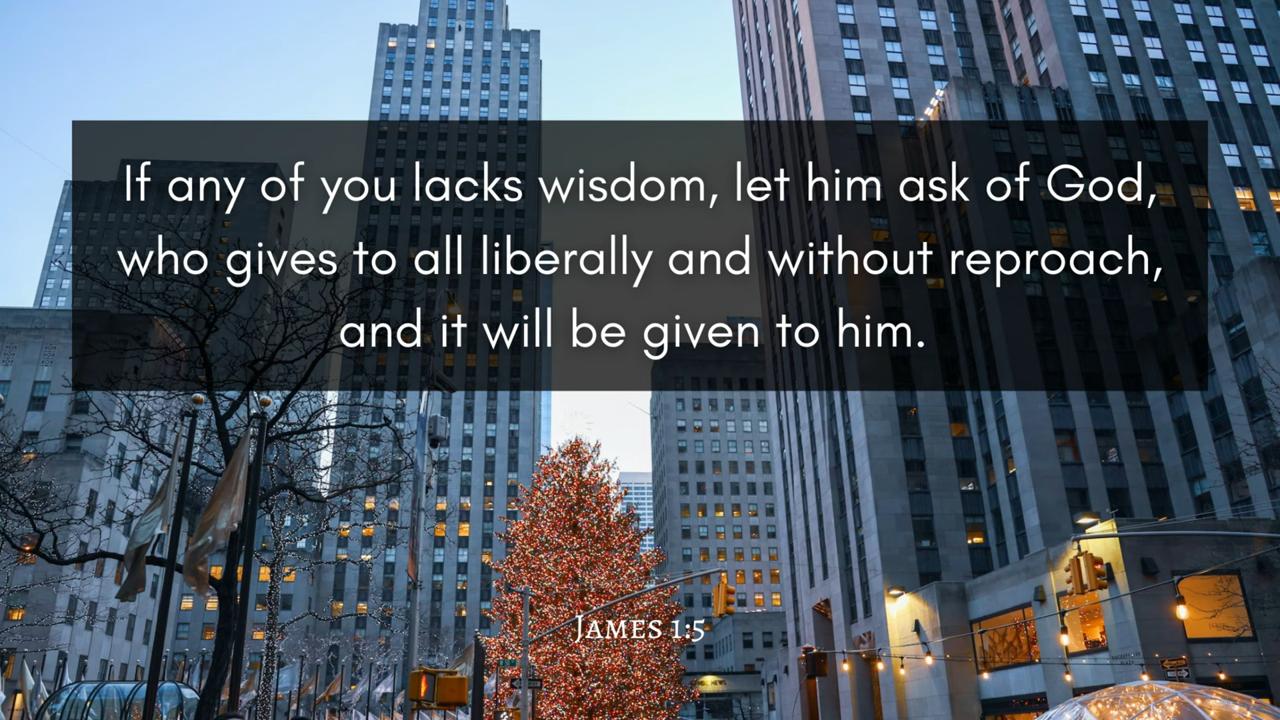 If any of you lacks wisdom, let him ask of God,
who gives to all liberally and without reproach,
and it will be given to him.
James 1:5